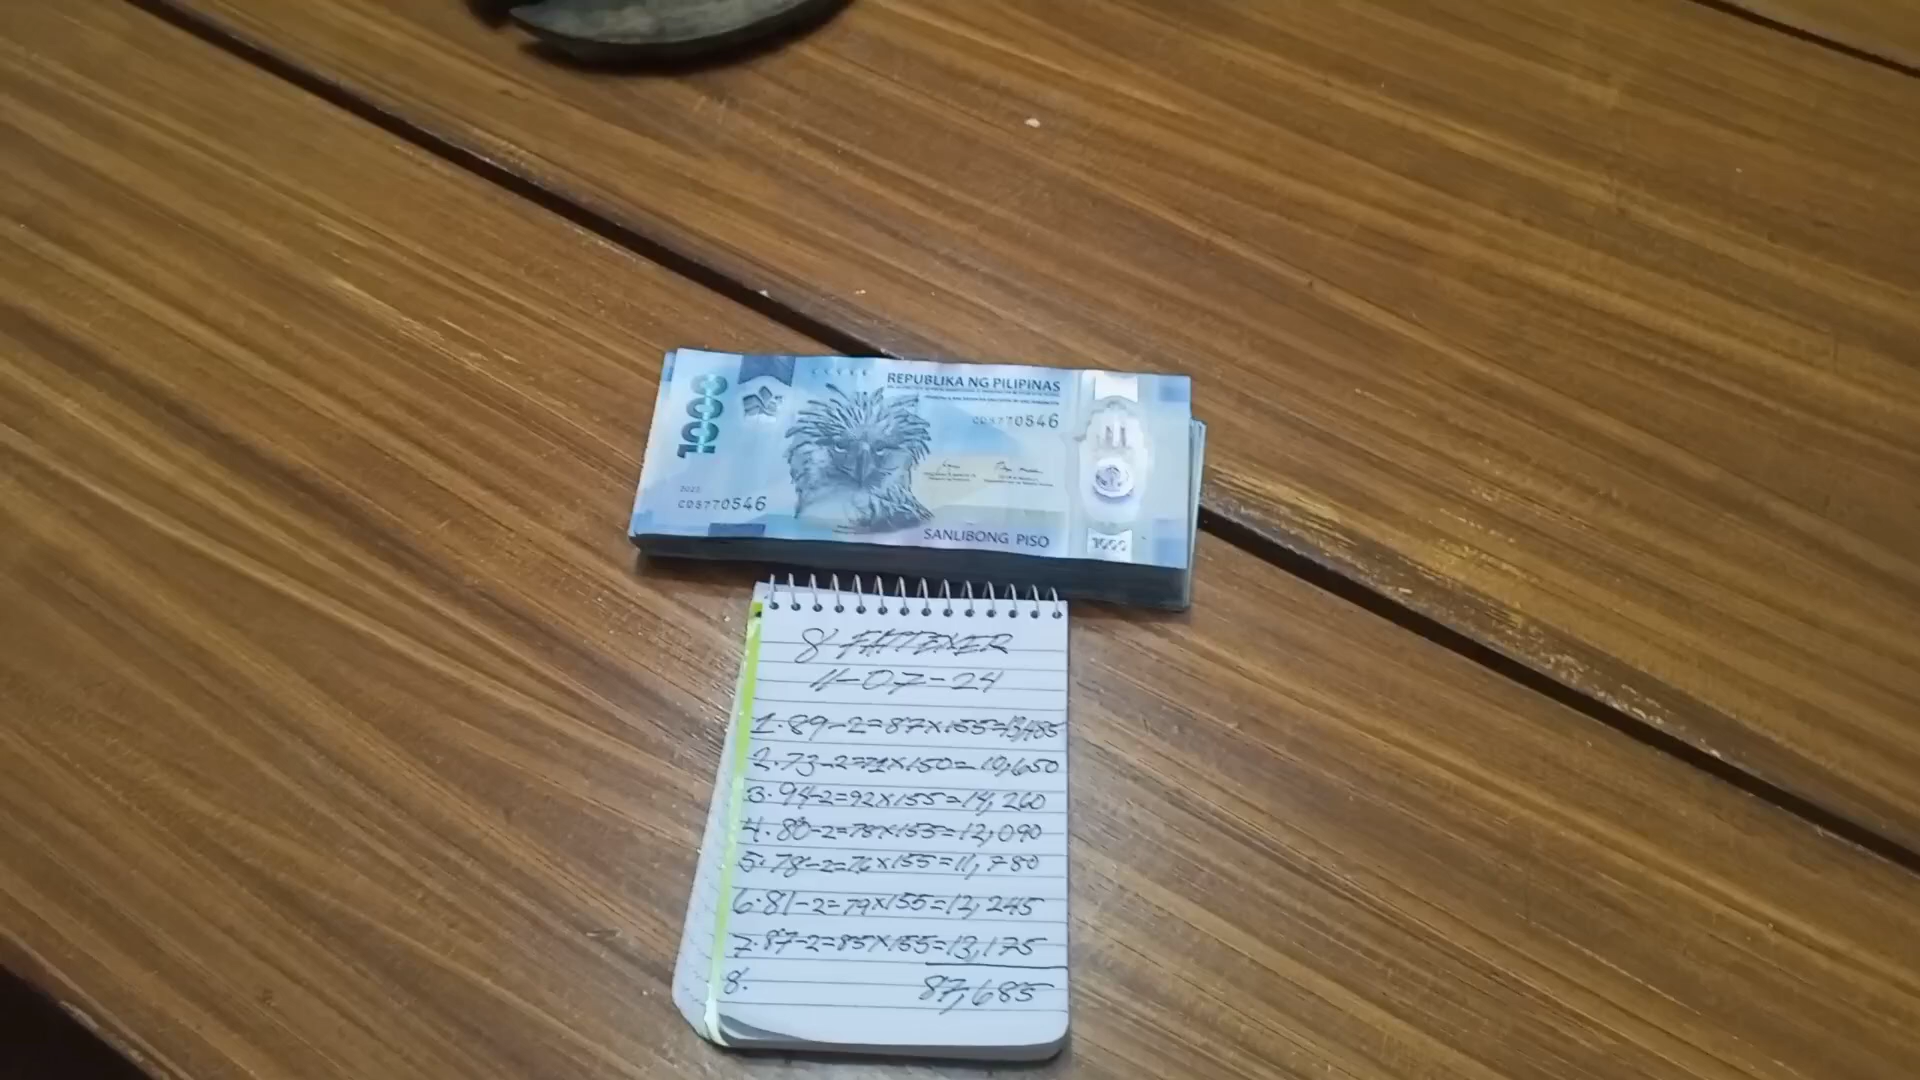 1000
REPUBLIKA NG PILIPINAS
CD5770546
2023
CD5770546
SANLIBONG PISO
1000
8 FATTENER
11-07-24
1. 89-2=87x155=13,485
2. 73-2=71x150=10,650
3. 94-2=92x155=14,260
4. 80-2=78x155=12,090
5. 78-2=76x155=11,780
6. 81-2=79x155=12,245
7. 87-2=85x155=13,175
8. 87,685